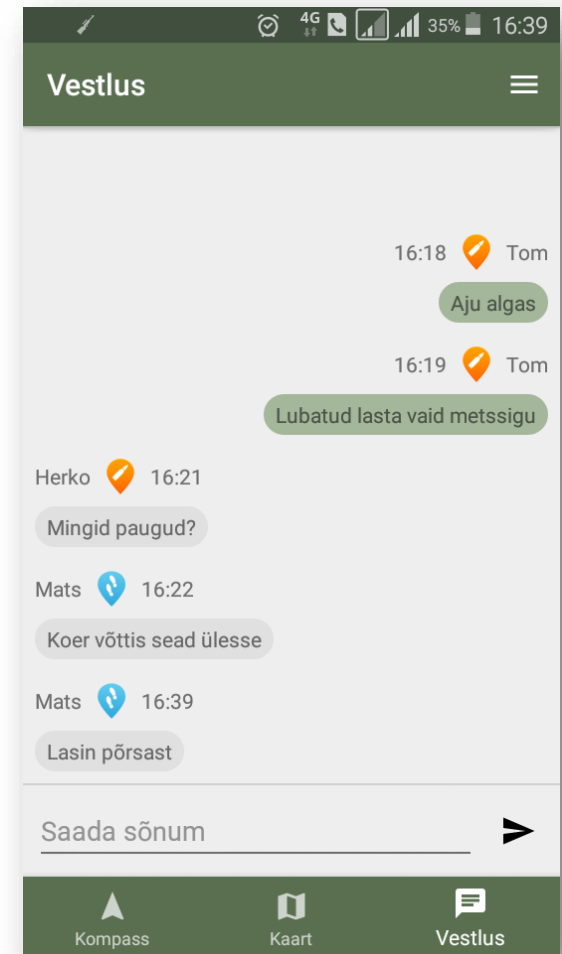 4G 35% 16:39
Vestlus
16:18 Tom
Aju algas
16:19 Tom
Lubatud lasta vaid metssigu
Herko 16:21
Mingid paugud?
Mats 16:22
Koer võttis sead ülesse
Mats 16:39
Lasin põrsast
Saada sõnum
Kompass Kaart Vestlus